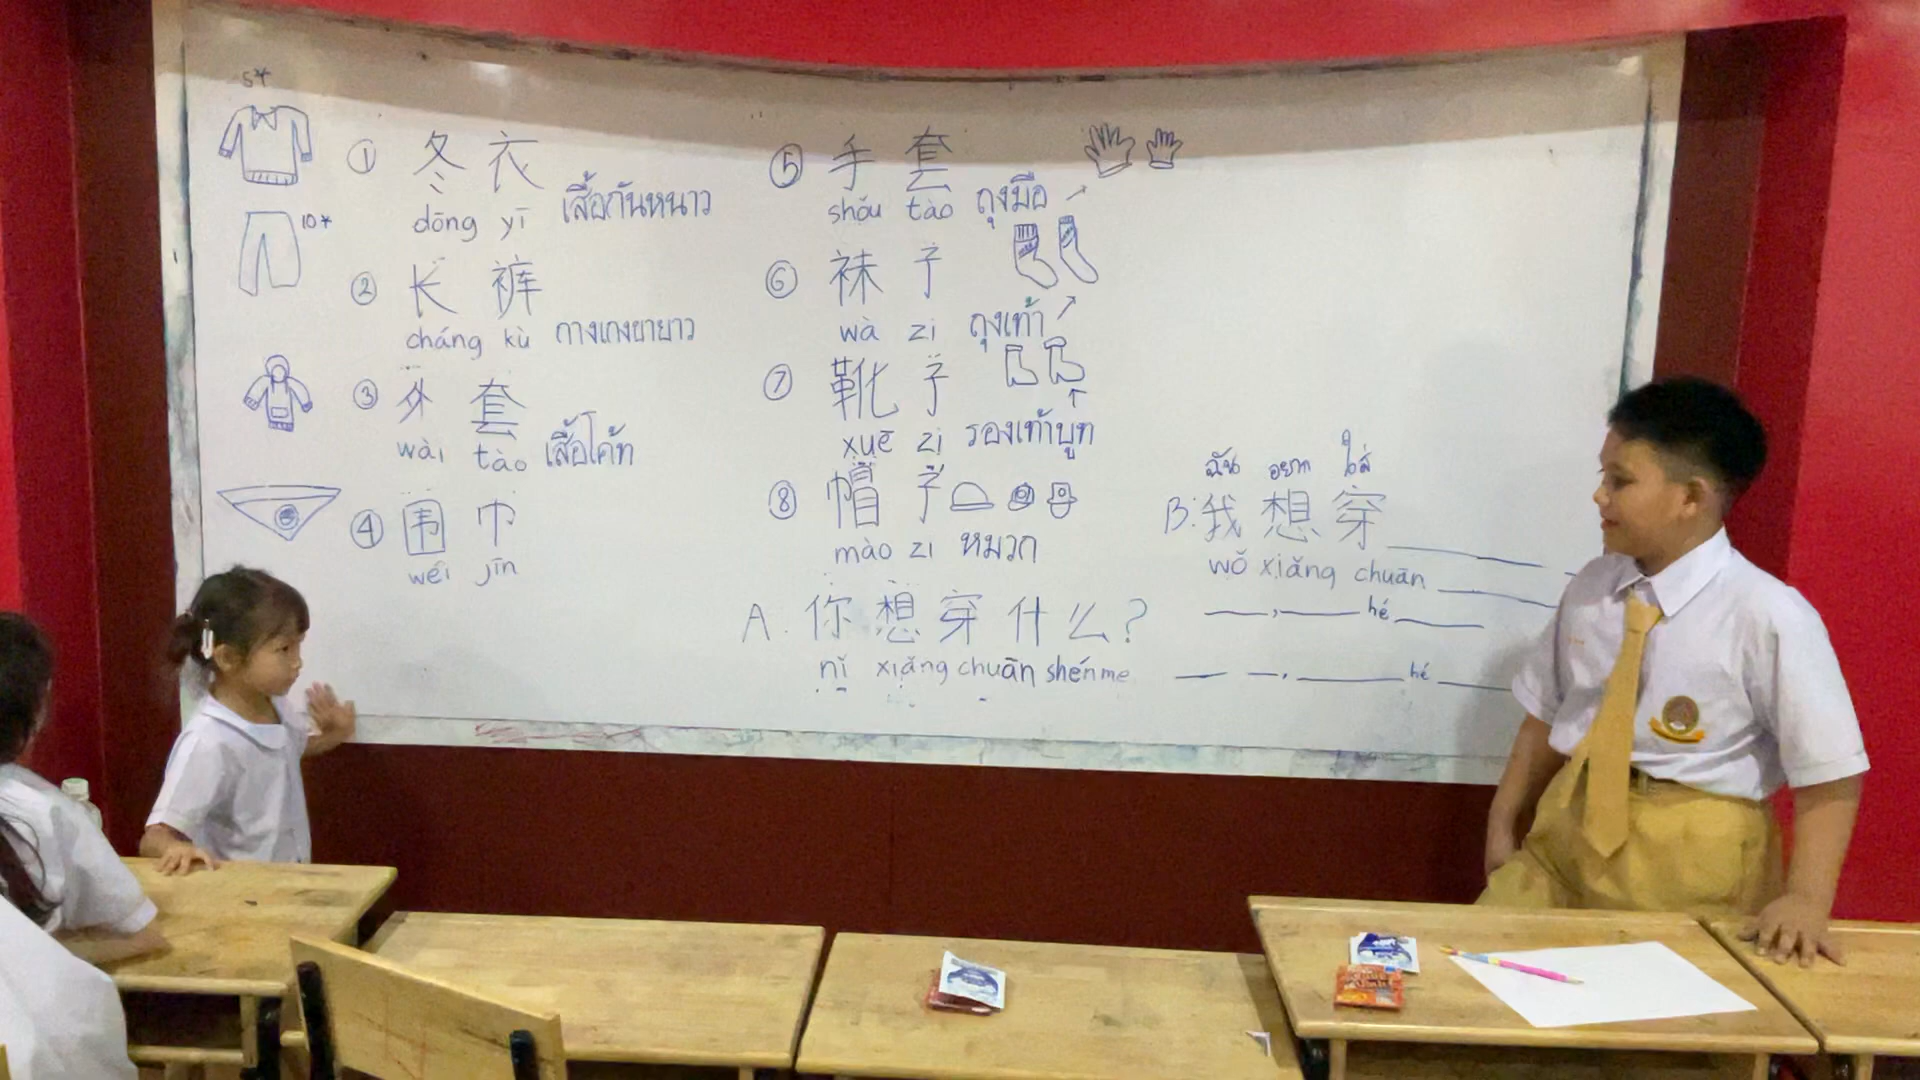 5*
① 冬 衣
dōng yī เสื้อกันหนาว
10*
② 长 裤
cháng kù กางเกงขายาว
③ 外 套
wài tào เสื้อโค้ท
④ 围 巾
wéi jīn
⑤ 手 套
shǒu tào ถุงมือ
⑥ 袜 子
wà zi ถุงเท้า
⑦ 靴 子
xuē zi รองเท้าบูท
⑧ 帽 子
mào zi หมวก
A. 你 想 穿 什 么?
nǐ xiǎng chuān shénme
ฉัน อยาก ใส่
B: 我 想 穿
wǒ xiǎng chuān
, hé
, hé